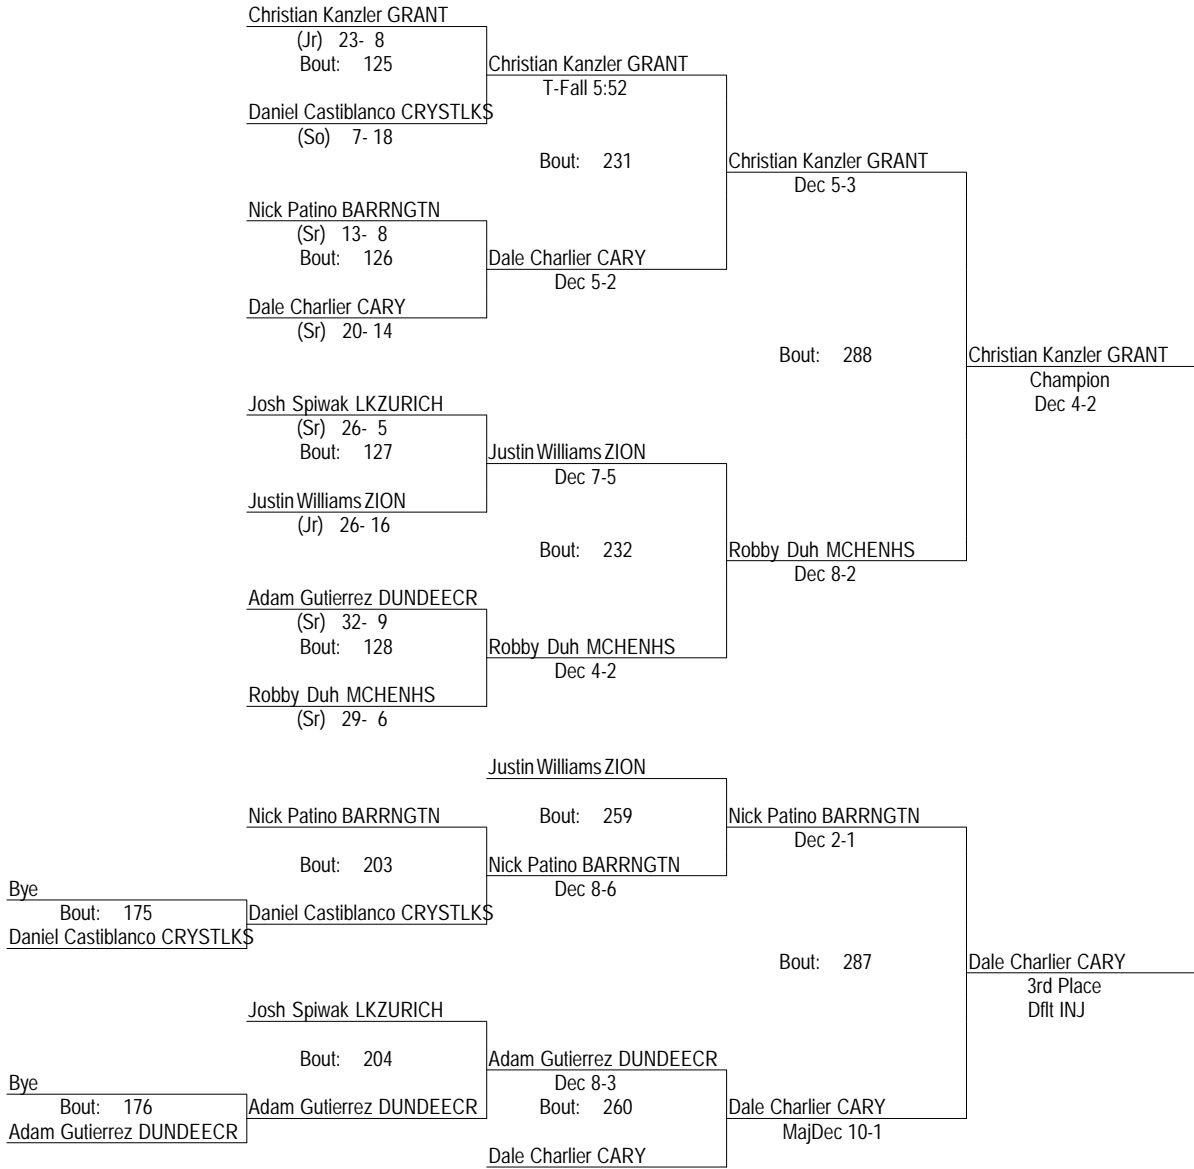 Christian Kanzler GRANT
(Jr) 23- 8
Bout: 125
Christian Kanzler GRANT
T-Fall 5:52
Daniel Castiblanco CRYSTLKS
(So) 7- 18
Bout: 231
Christian Kanzler GRANT
Dec 5-3
Nick Patino BARRNGTN
(Sr) 13- 8
Bout: 126
Dale Charlier CARY
Dec 5-2
Dale Charlier CARY
(Sr) 20- 14
Bout: 288
Christian Kanzler GRANT
Champion
Dec 4-2
Josh Spiwak LKZURICH
(Sr) 26- 5
Bout: 127
Justin Williams ZION
Dec 7-5
Justin Williams ZION
(Jr) 26- 16
Bout: 232
Robby Duh MCHENHS
Dec 8-2
Adam Gutierrez DUNDEECR
(Sr) 32- 9
Bout: 128
Robby Duh MCHENHS
Dec 4-2
Robby Duh MCHENHS
(Sr) 29- 6
Justin Williams ZION
Nick Patino BARRNGTN
Bout: 259
Nick Patino BARRNGTN
Dec 2-1
Bout: 203
Nick Patino BARRNGTN
Dec 8-6
Bye
Bout: 175
Daniel Castiblanco CRYSTLKS
Daniel Castiblanco CRYSTLKS
Bout: 287
Dale Charlier CARY
3rd Place
Dflt INJ
Josh Spiwak LKZURICH
Bout: 204
Adam Gutierrez DUNDEECR
Dec 8-3
Bye
Bout: 176
Adam Gutierrez DUNDEECR
Bout: 260
Dale Charlier CARY
MajDec 10-1
Adam Gutierrez DUNDEECR
Dale Charlier CARY